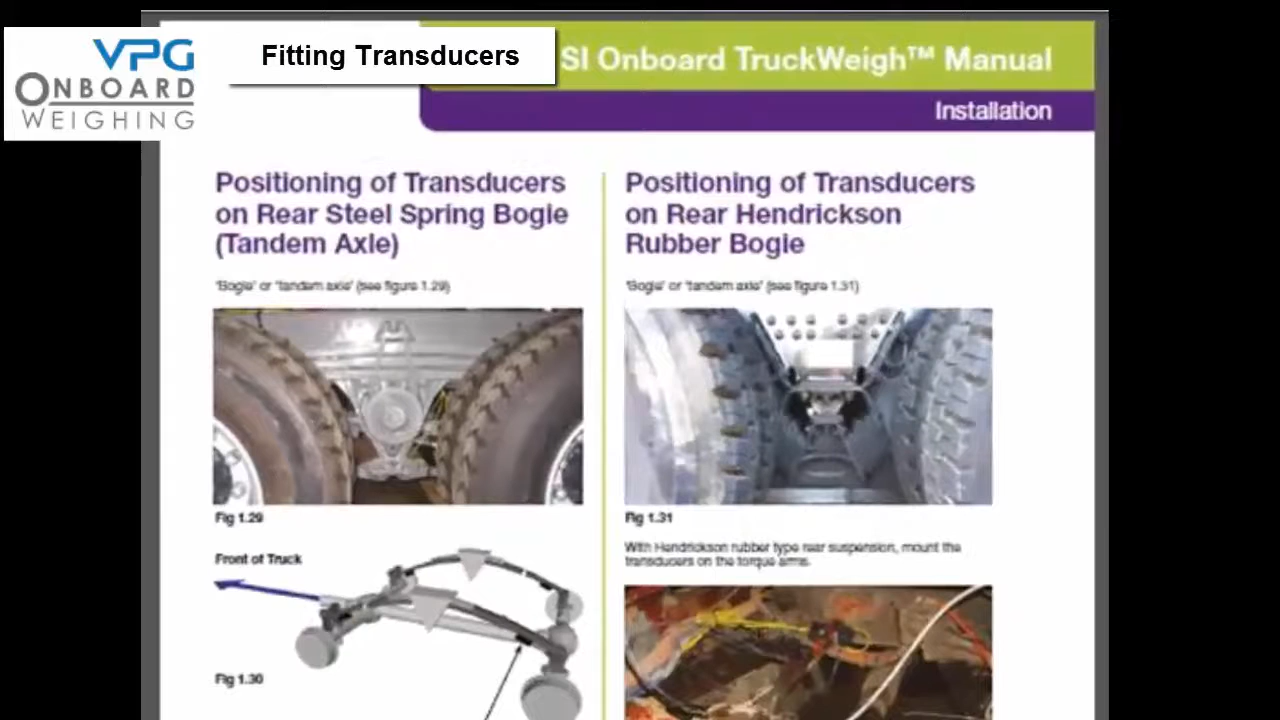 VPG
ONBOARD
WEIGHING
Fitting Transducers
SI Onboard TruckWeigh™ Manual
Installation
Positioning of Transducers
on Rear Steel Spring Bogie
(Tandem Axle)
'Bogie' or 'tandem axle' (see figure 1.29)
Fig 1.29
Front of Truck
Fig 1.30
Positioning of Transducers
on Rear Hendrickson
Rubber Bogie
'Bogie' or 'tandem axle' (see figure 1.31)
Fig 1.31
With Hendrickson rubber type rear suspension, mount the
transducers on the torque arms.